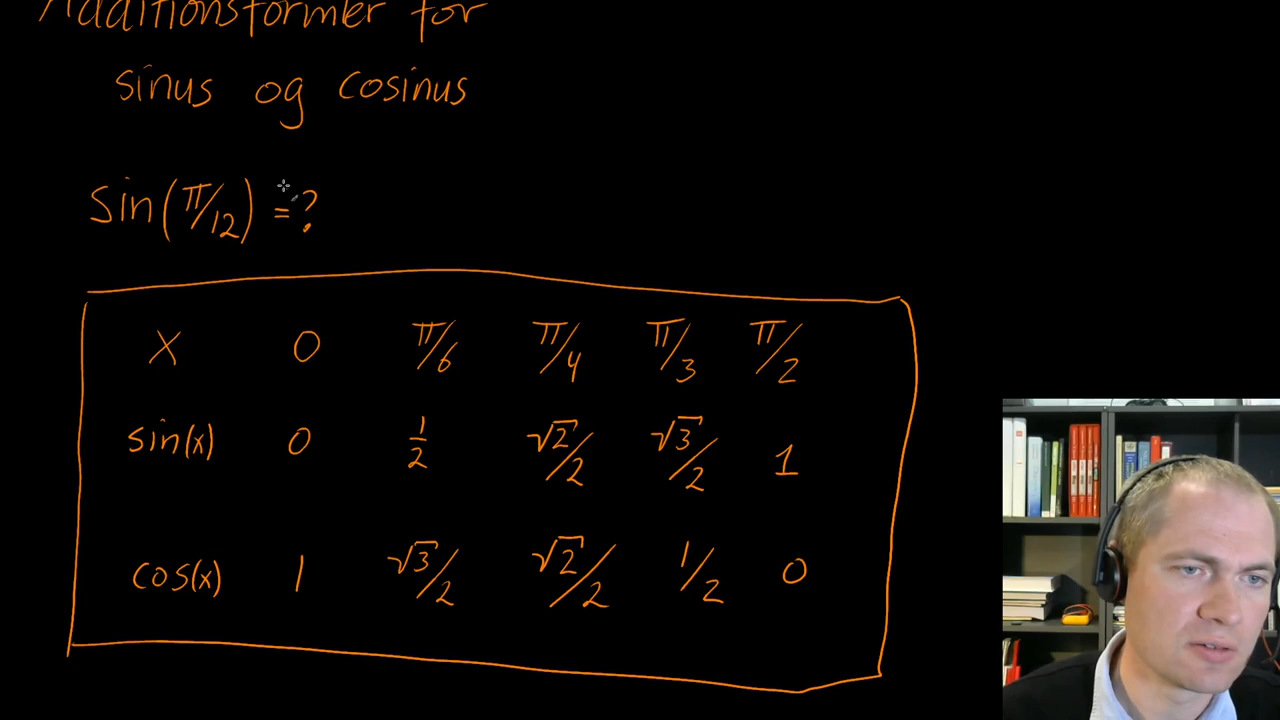 Additionsformler for
sinus og cosinus
Sin(π/12) =?
X 0 π/6 π/4 π/3 π/2
sin(x) 0 1/2 √2/2 √3/2 1
cos(x) 1 √3/2 √2/2 1/2 0